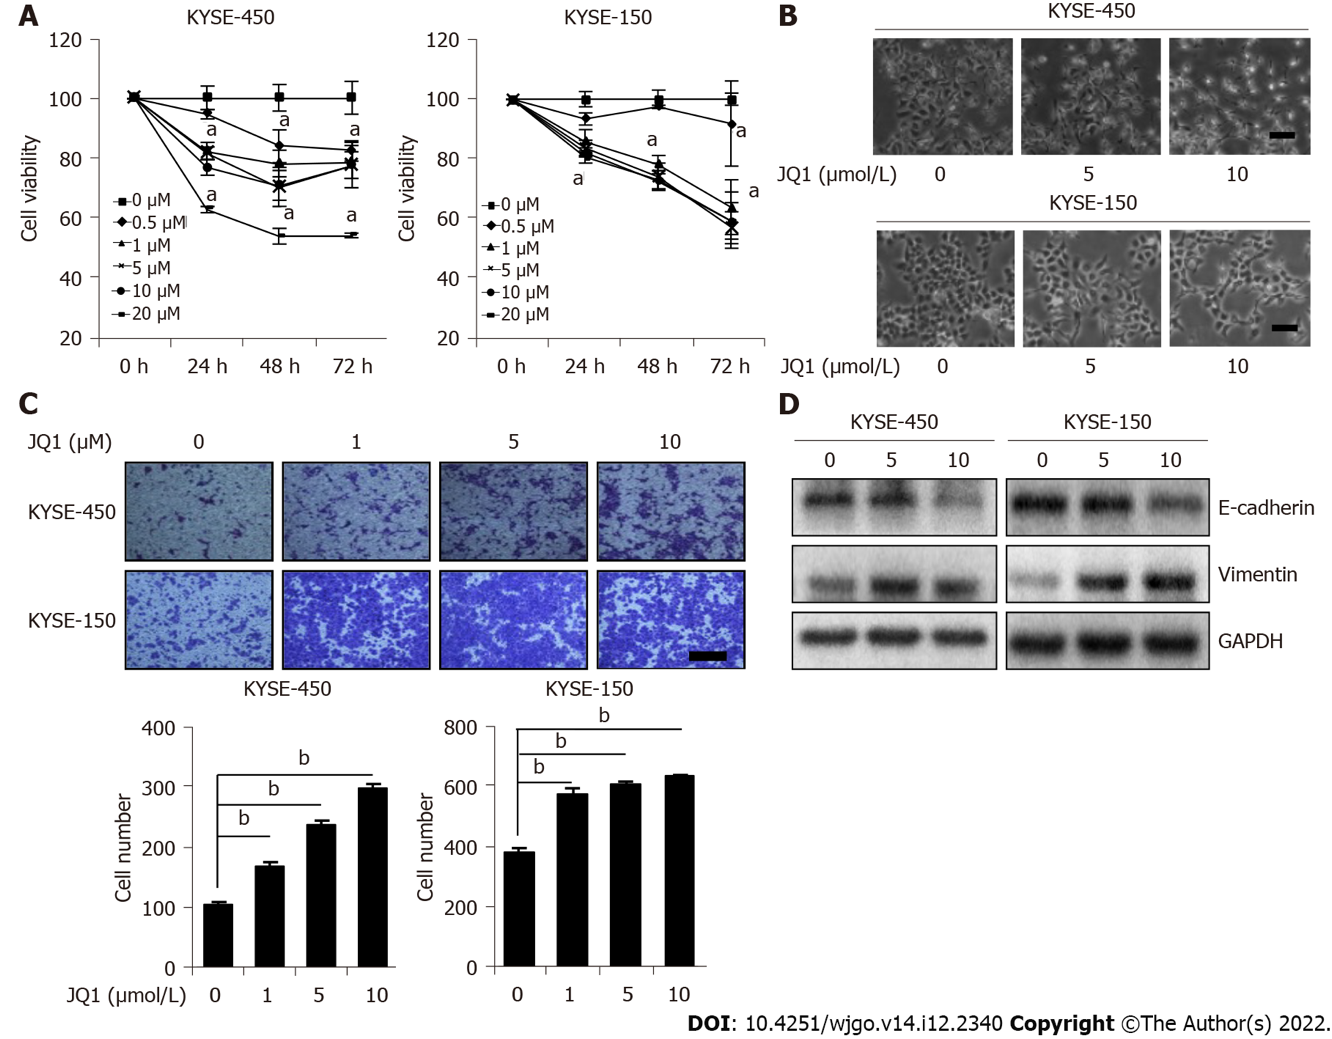 A
KYSE-450
KYSE-150
120
100
80
60
40
20
Cell viability
a
a
a
a
a
a
0 μM
0.5 μM
1 μM
5 μM
10 μM
20 μM
0 h
24 h
48 h
72 h
120
100
80
60
40
20
Cell viability
a
a
a
a
0 μM
0.5 μM
1 μM
5 μM
10 μM
20 μM
0 h
24 h
48 h
72 h
B
KYSE-450
JQ1 (μmol/L)
0
5
10
KYSE-150
JQ1 (μmol/L)
0
5
10
C
JQ1 (μM)
0
1
5
10
KYSE-450
KYSE-150
KYSE-450
400
300
200
100
0
Cell number
b
b
b
JQ1 (μmol/L)
0
1
5
10
KYSE-150
800
600
400
200
0
Cell number
b
b
b
0
1
5
10
D
KYSE-450
KYSE-150
0
5
10
0
5
10
E-cadherin
Vimentin
GAPDH
DOI: 10.4251/wjgo.v14.i12.2340 Copyright ©The Author(s) 2022.